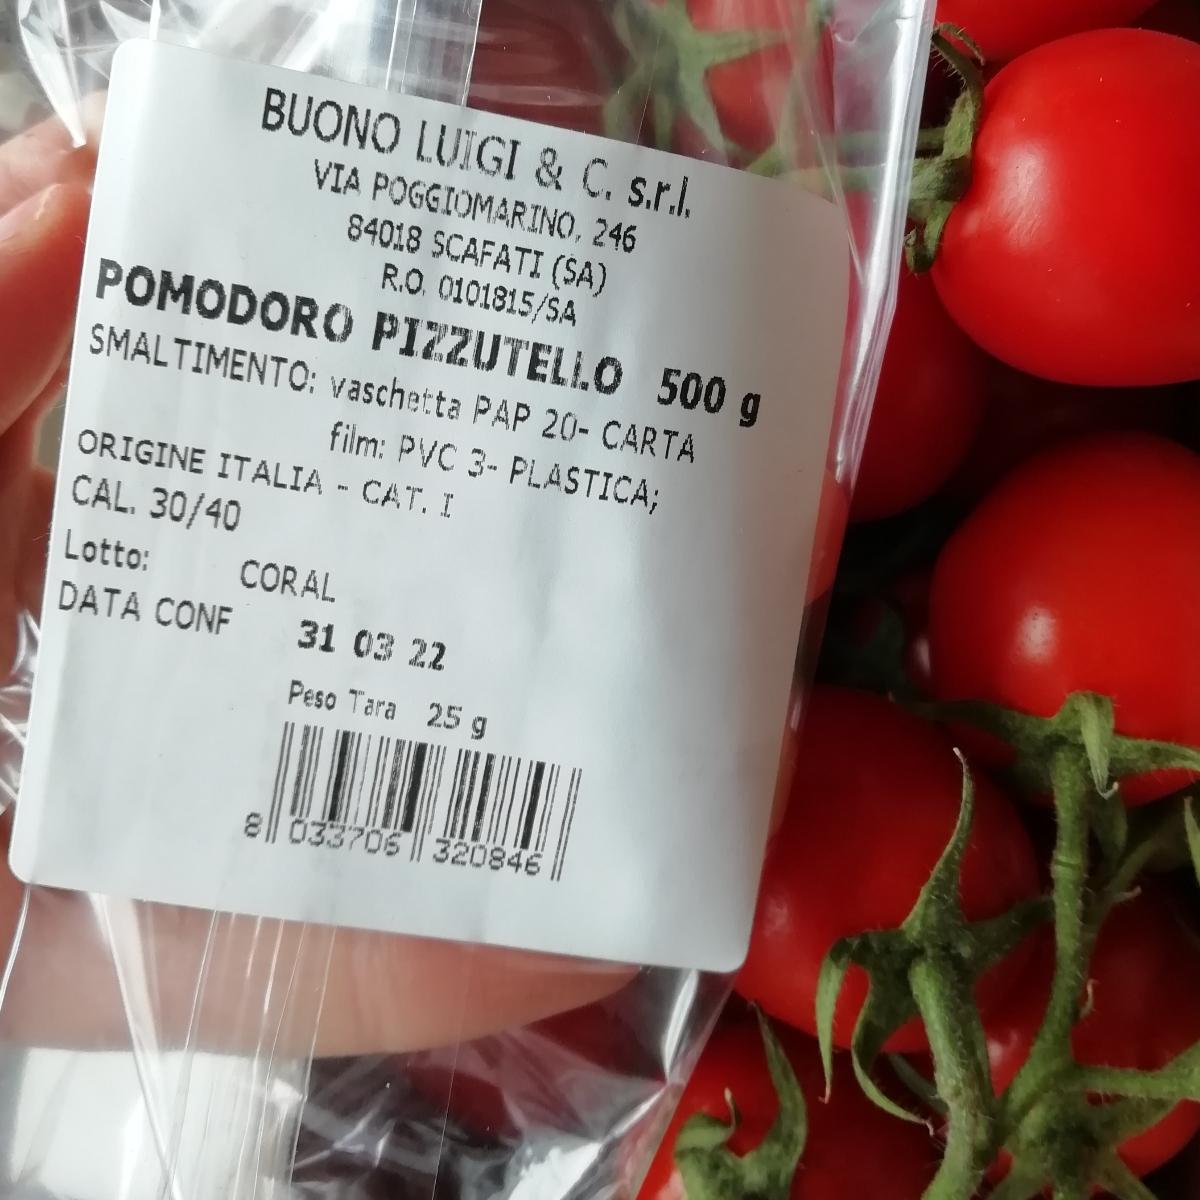 BUONO LUIGI & C. s.r.l.
VIA POGGIOMARINO, 246
84018 SCAFATI (SA)
R.O. 0101815/SA
POMODORO PIZZUTELLO 500 g
SMALTIMENTO: vaschetta PAP 20- CARTA
film: PVC 3- PLASTICA;
ORIGINE ITALIA - CAT. I
CAL. 30/40
Lotto: CORAL
DATA CONF 31 03 22
Peso Tara 25 g
8 033706 320846